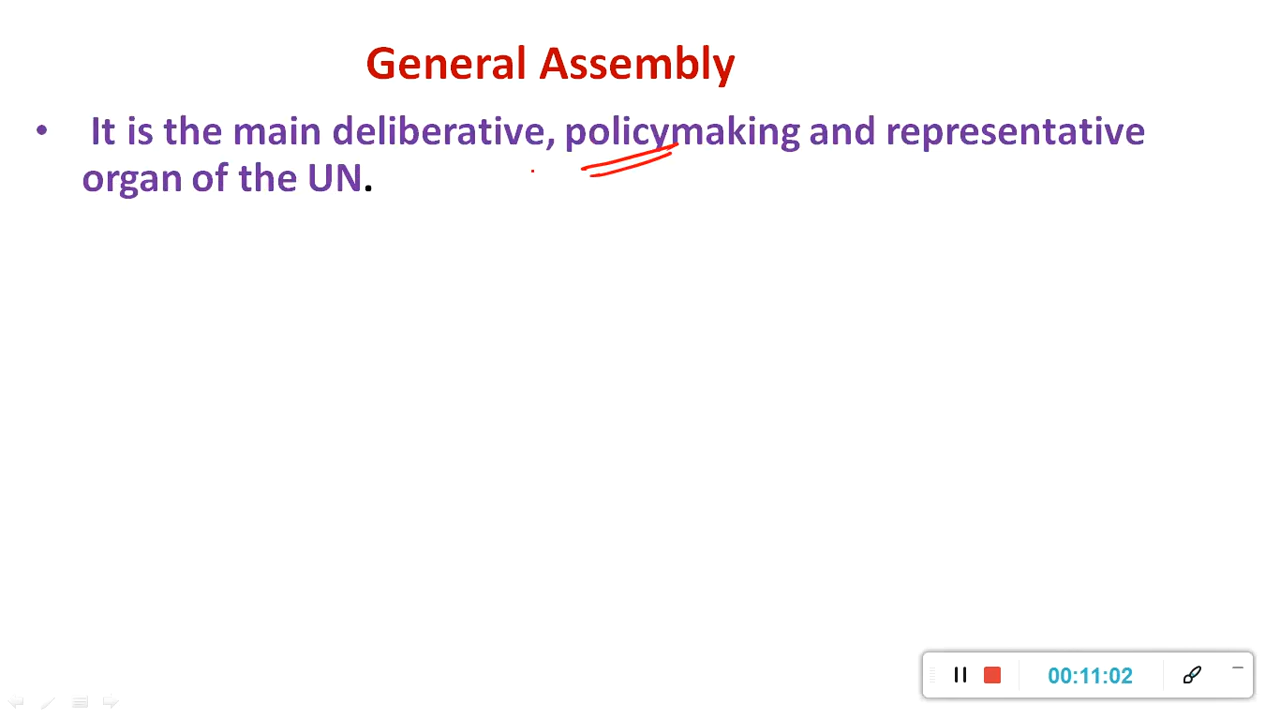 General Assembly
• It is the main deliberative, policymaking and representative
organ of the UN.
00:11:02